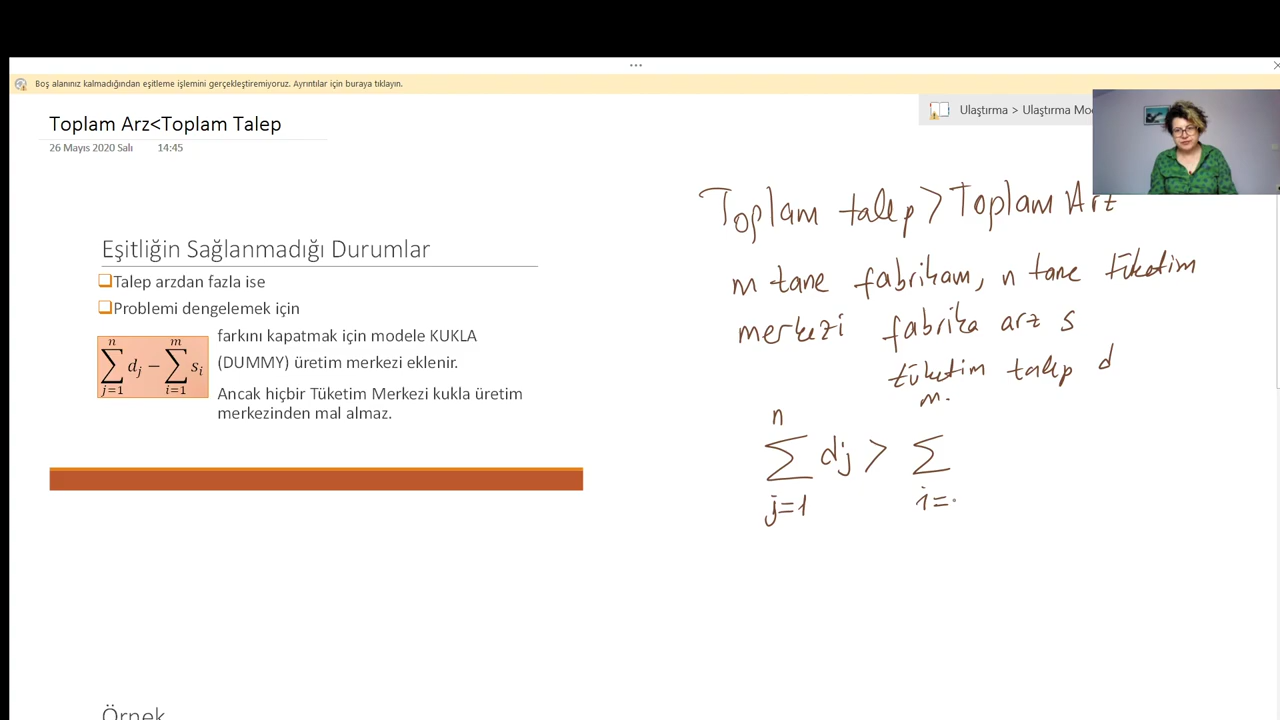 Boş alanınız kalmadığından eşitleme işlemini gerçekleştiremiyoruz. Ayrıntılar için buraya tıklayın.
Toplam Arz<Toplam Talep
26 Mayıs 2020 Salı 14:45
Ulaştırma > Ulaştırma Mo
Eşitliğin Sağlanmadığı Durumlar
Talep arzdan fazla ise
Problemi dengelemek için
n m
∑ dj − ∑ si
j=1 i=1
farkını kapatmak için modele KUKLA
(DUMMY) üretim merkezi eklenir.
Ancak hiçbir Tüketim Merkezi kukla üretim
merkezinden mal almaz.
Toplam talep > Toplam Arz
m tane fabrikam, n tane tüketim
merkezi fabrika arz s
tüketim talep d
n m
∑ dj > ∑
j=1 i=
Örnek